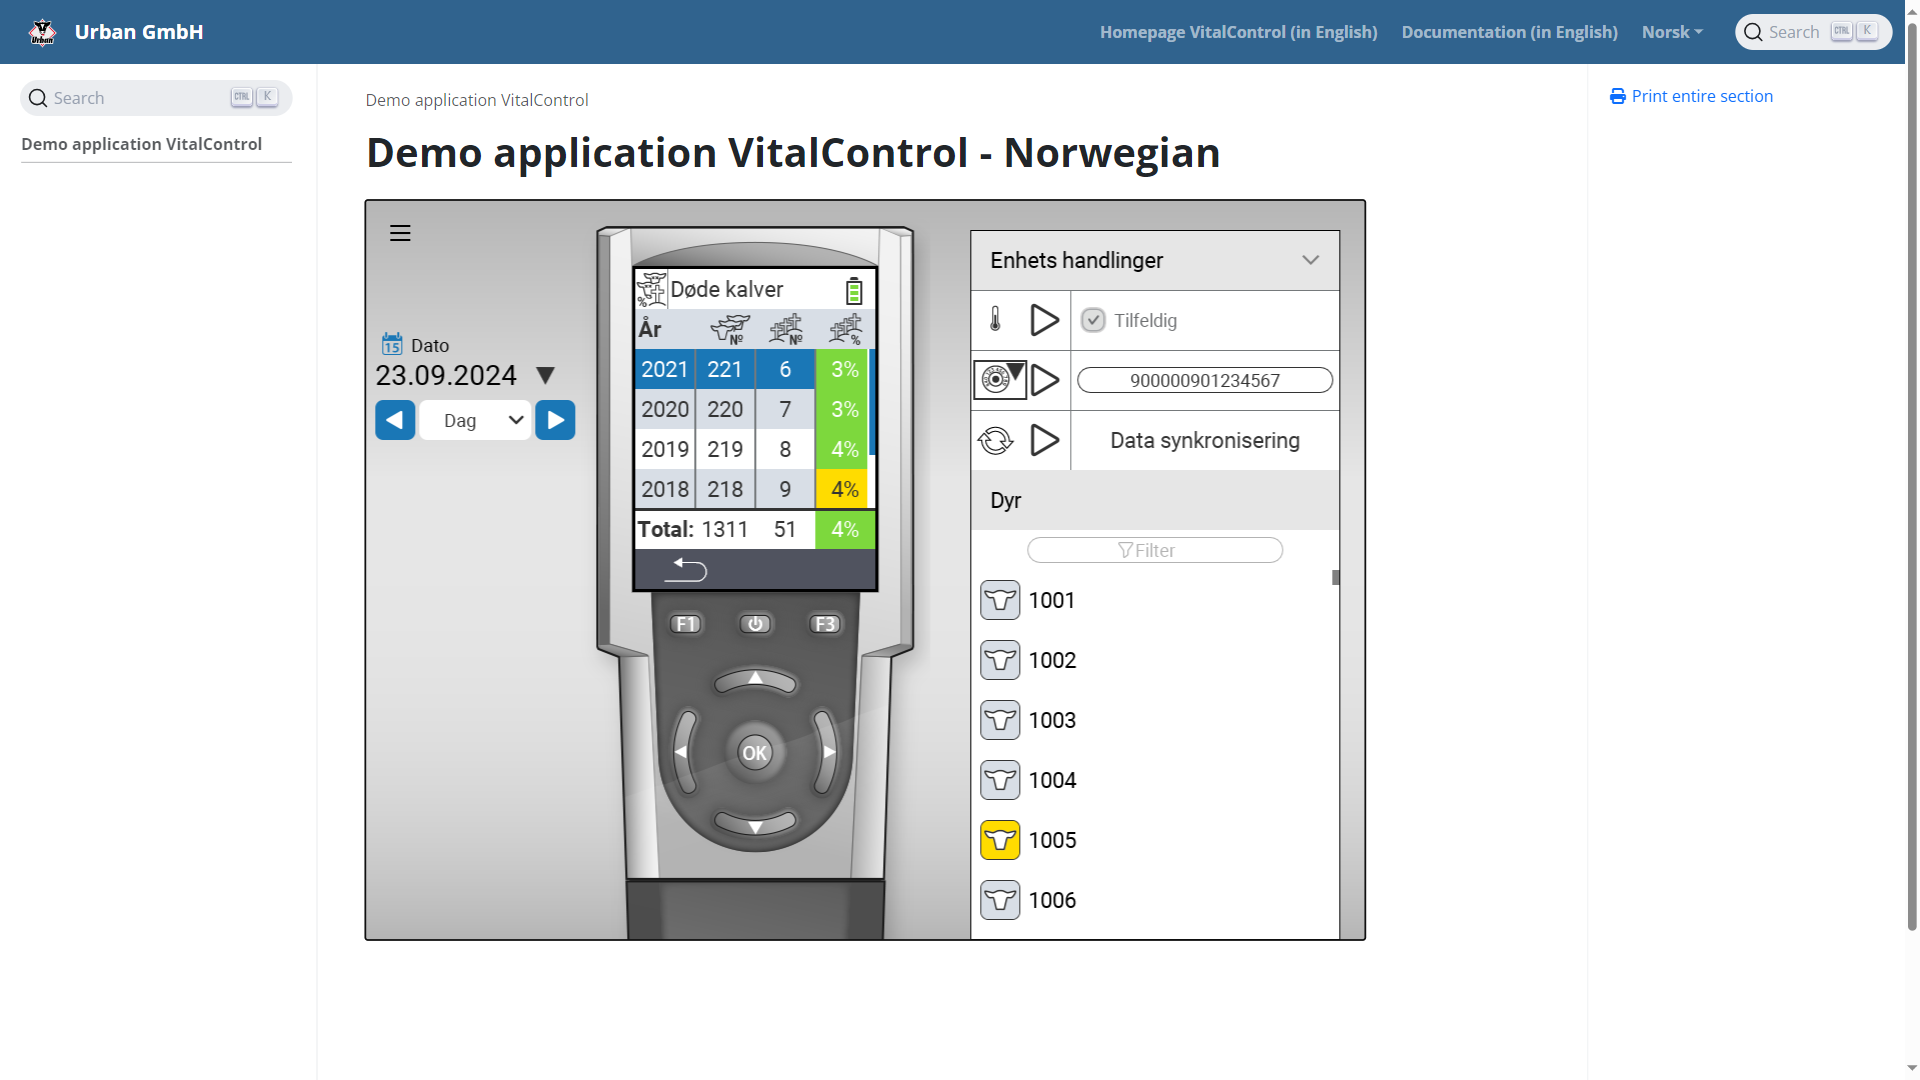 Urban GmbH
Homepage VitalControl (in English)
Documentation (in English)
Norsk
Search CTRL K
Search CTRL K
Demo application VitalControl
Demo application VitalControl
Print entire section
Demo application VitalControl - Norwegian
15 Dato
23.09.2024
Dag
Døde kalver
År Nº Nº %
2021 221 6 3%
2020 220 7 3%
2019 219 8 4%
2018 218 9 4%
Total: 1311 51 4%
F1 F3
OK
Enhets handlinger
Tilfeldig
900000901234567
Data synkronisering
Dyr
Filter
1001
1002
1003
1004
1005
1006